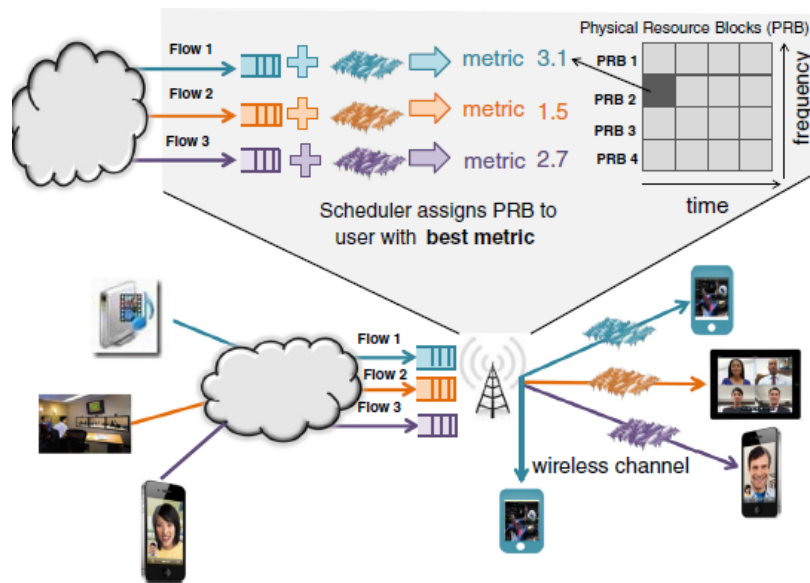 Physical Resource Blocks (PRB)
Flow 1
metric 3.1
PRB 1
Flow 2
metric 1.5
PRB 2
Flow 3
metric 2.7
PRB 3
PRB 4
frequency
time
Scheduler assigns PRB to
user with best metric
Flow 1
Flow 2
Flow 3
wireless channel